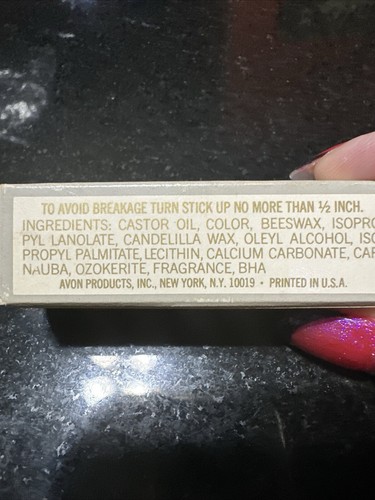 TO AVOID BREAKAGE TURN STICK UP NO MORE THAN ½ INCH.
INGREDIENTS: CASTOR OIL, COLOR, BEESWAX, ISOPRO
PYL LANOLATE, CANDELILLA WAX, OLEYL ALCOHOL, ISO
PROPYL PALMITATE, LECITHIN, CALCIUM CARBONATE, CAR
NAUBA, OZOKERITE, FRAGRANCE, BHA
AVON PRODUCTS, INC., NEW YORK, N.Y. 10019 • PRINTED IN U.S.A.